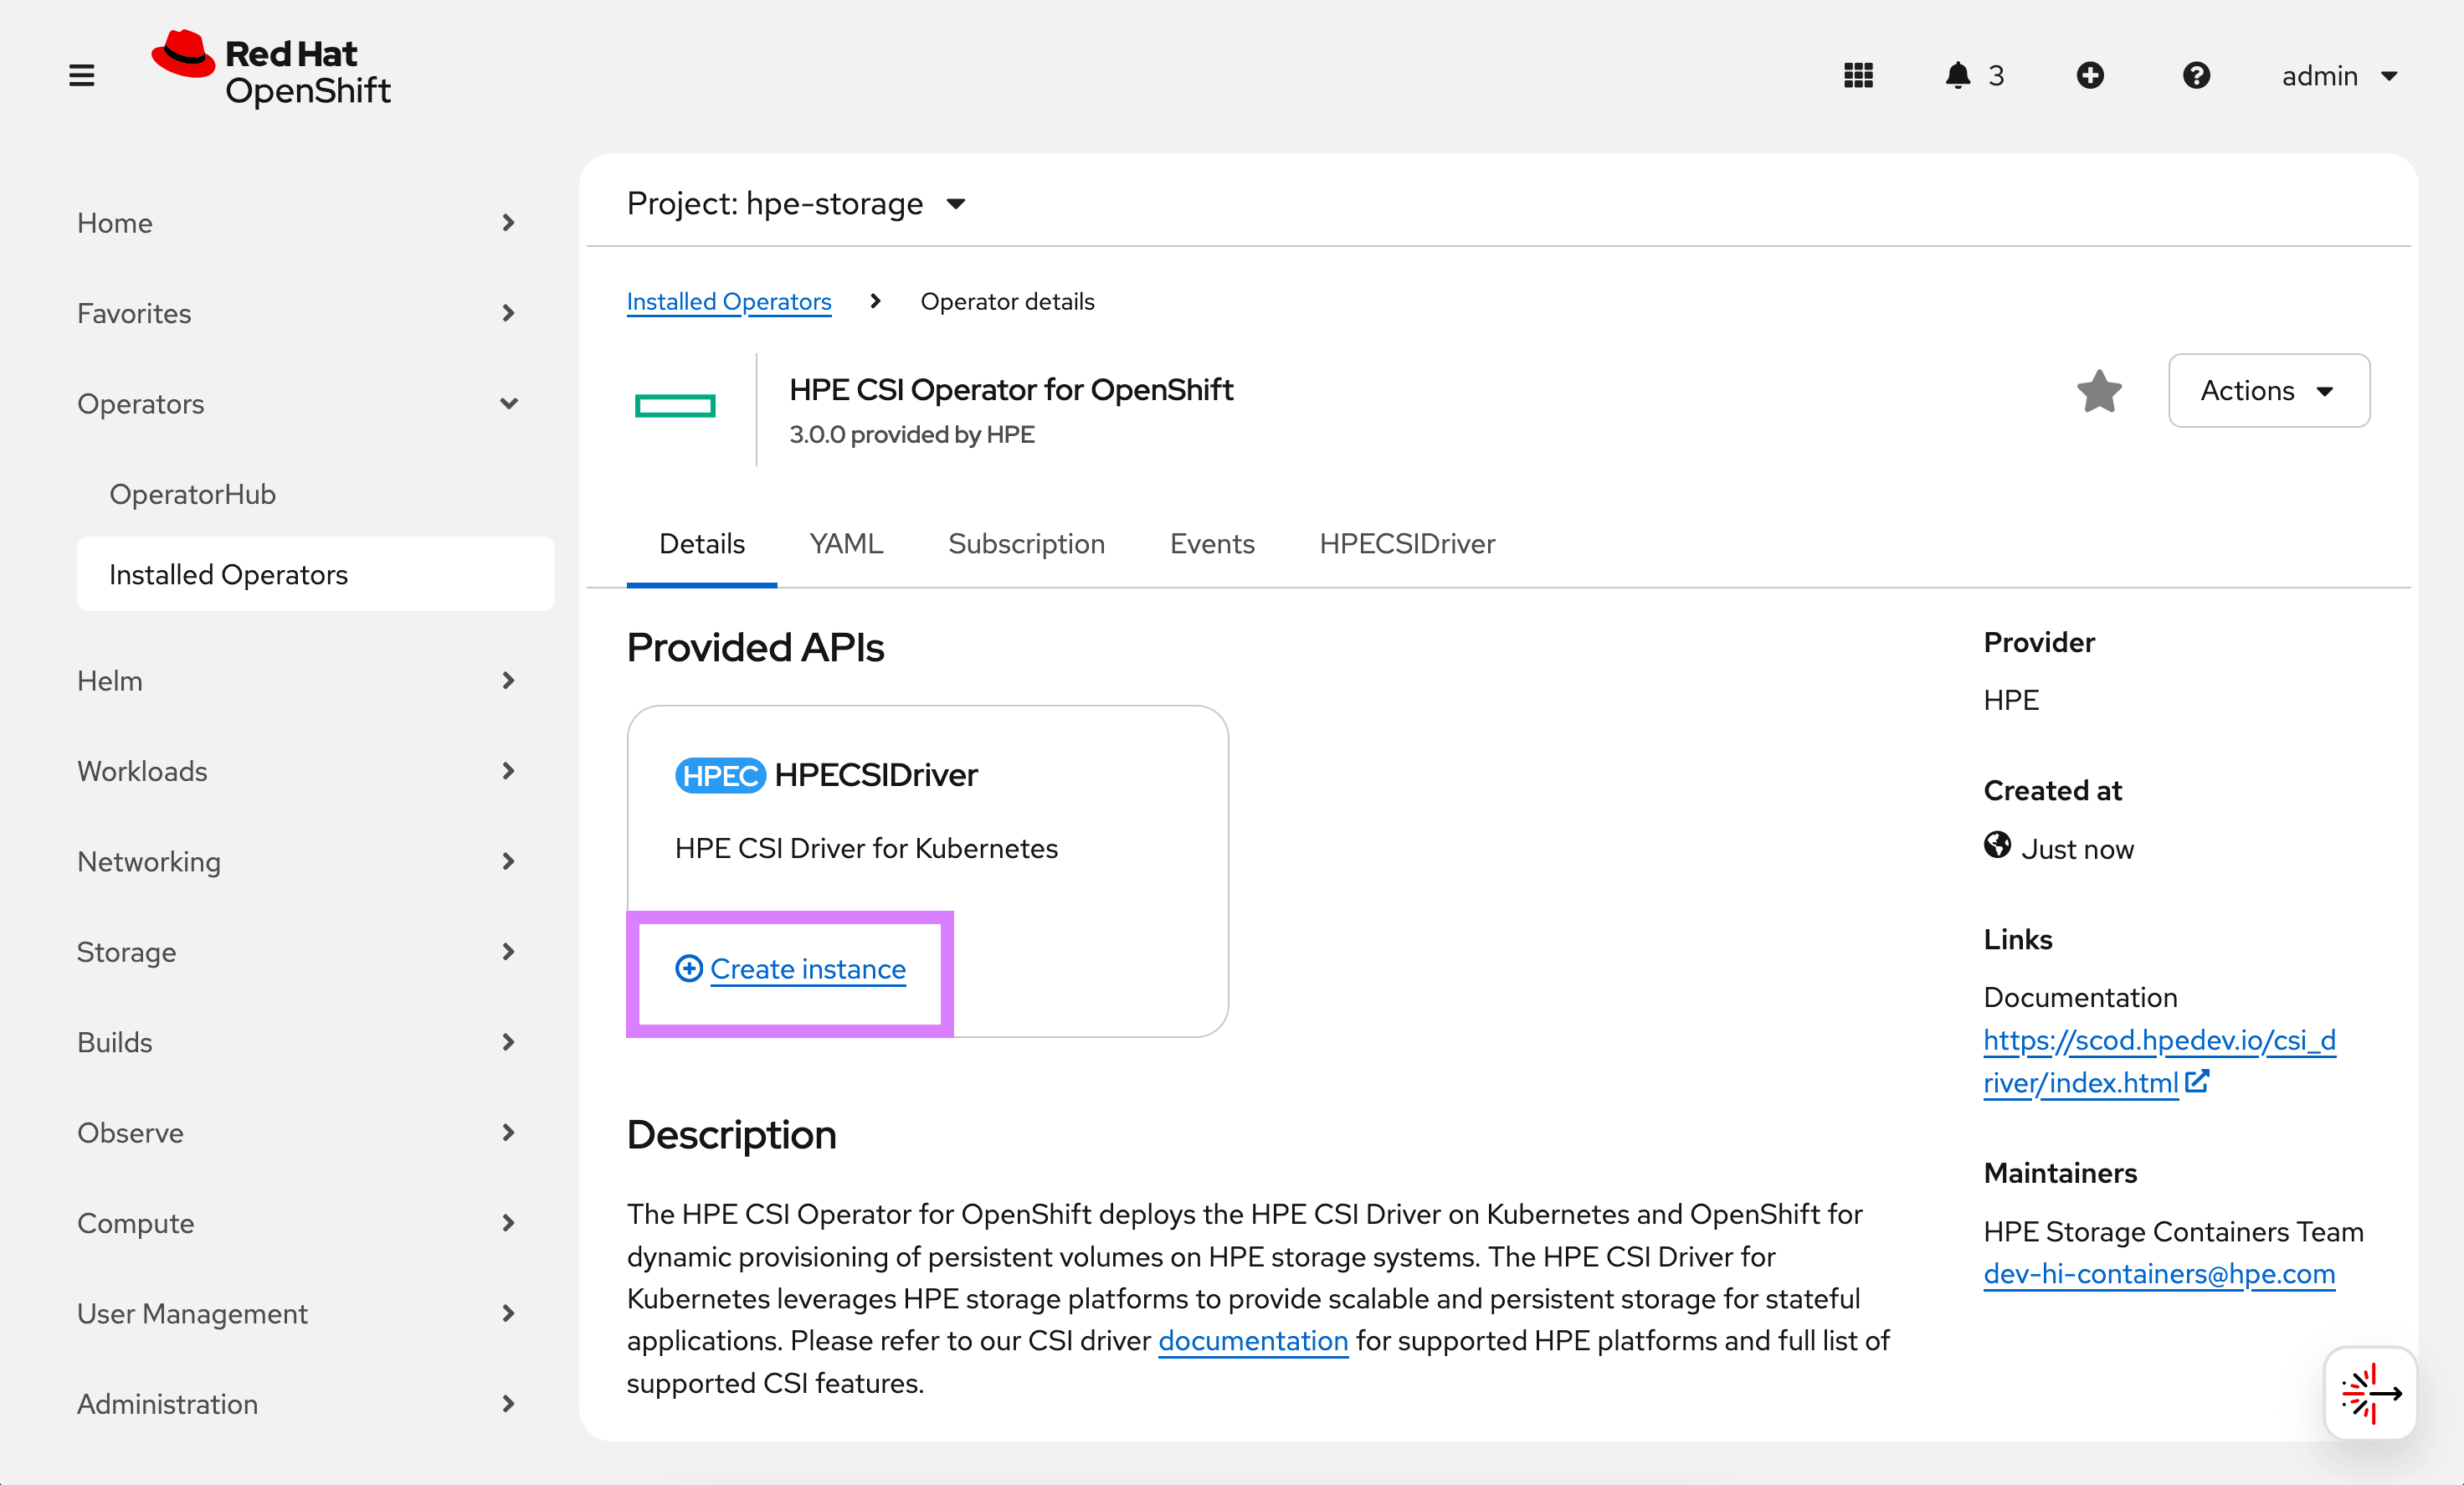 Red Hat
OpenShift
3
admin
Home
Favorites
Operators
OperatorHub
Installed Operators
Helm
Workloads
Networking
Storage
Builds
Observe
Compute
User Management
Administration
Project: hpe-storage
Installed Operators
Operator details
HPE CSI Operator for OpenShift
3.0.0 provided by HPE
Actions
Details
YAML
Subscription
Events
HPECSIDriver
Provided APIs
HPEC HPECSIDriver
HPE CSI Driver for Kubernetes
Create instance
Description
The HPE CSI Operator for OpenShift deploys the HPE CSI Driver on Kubernetes and OpenShift for
dynamic provisioning of persistent volumes on HPE storage systems. The HPE CSI Driver for
Kubernetes leverages HPE storage platforms to provide scalable and persistent storage for stateful
applications. Please refer to our CSI driver documentation for supported HPE platforms and full list of
supported CSI features.
Provider
HPE
Created at
Just now
Links
Documentation
https://scod.hpedev.io/csi_d
river/index.html
Maintainers
HPE Storage Containers Team
dev-hi-containers@hpe.com